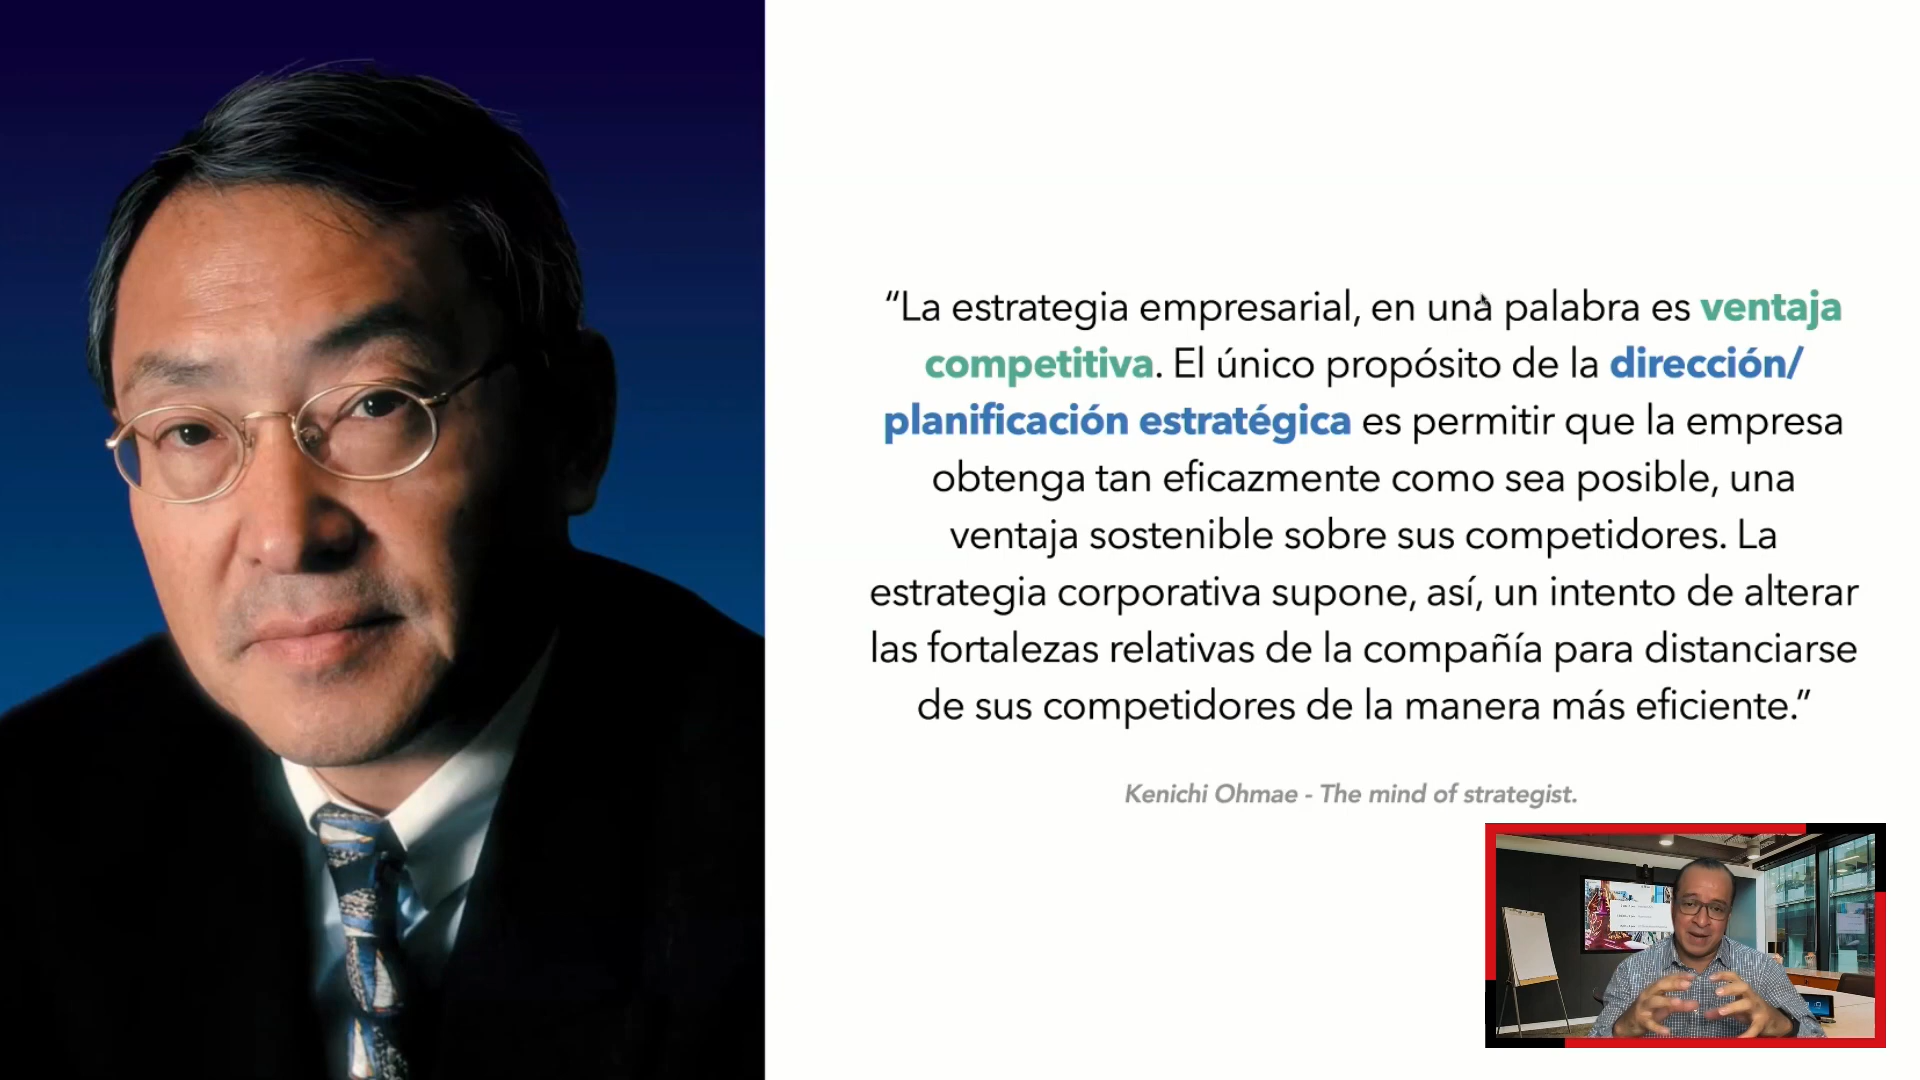 “La estrategia empresarial, en una palabra es ventaja
competitiva. El único propósito de la dirección/
planificación estratégica es permitir que la empresa
obtenga tan eficazmente como sea posible, una
ventaja sostenible sobre sus competidores. La
estrategia corporativa supone, así, un intento de alterar
las fortalezas relativas de la compañía para distanciarse
de sus competidores de la manera más eficiente.”
Kenichi Ohmae - The mind of strategist.